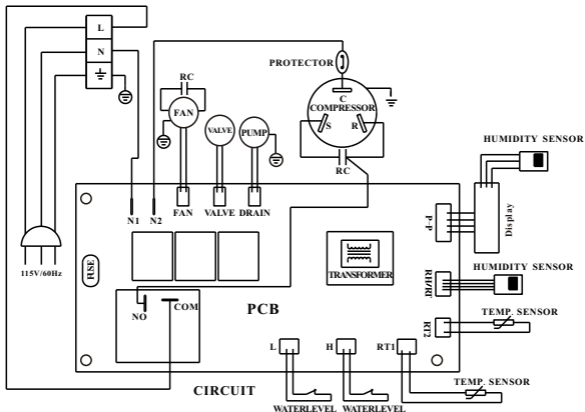 L
N
PROTECTOR
RC
FAN
VALVE
PUMP
C
COMPRESSOR
S
R
RC
HUMIDITY SENSOR
Display
N1
N2
FAN
VALVE
DRAIN
P-P
115V/60Hz
HSE
TRANSFORMER
RH/RT
HUMIDITY SENSOR
NO
COM
PCB
TEMP. SENSOR
RT2
L
H
RT1
CIRCUIT
TEMP. SENSOR
WATERLEVEL
WATERLEVEL